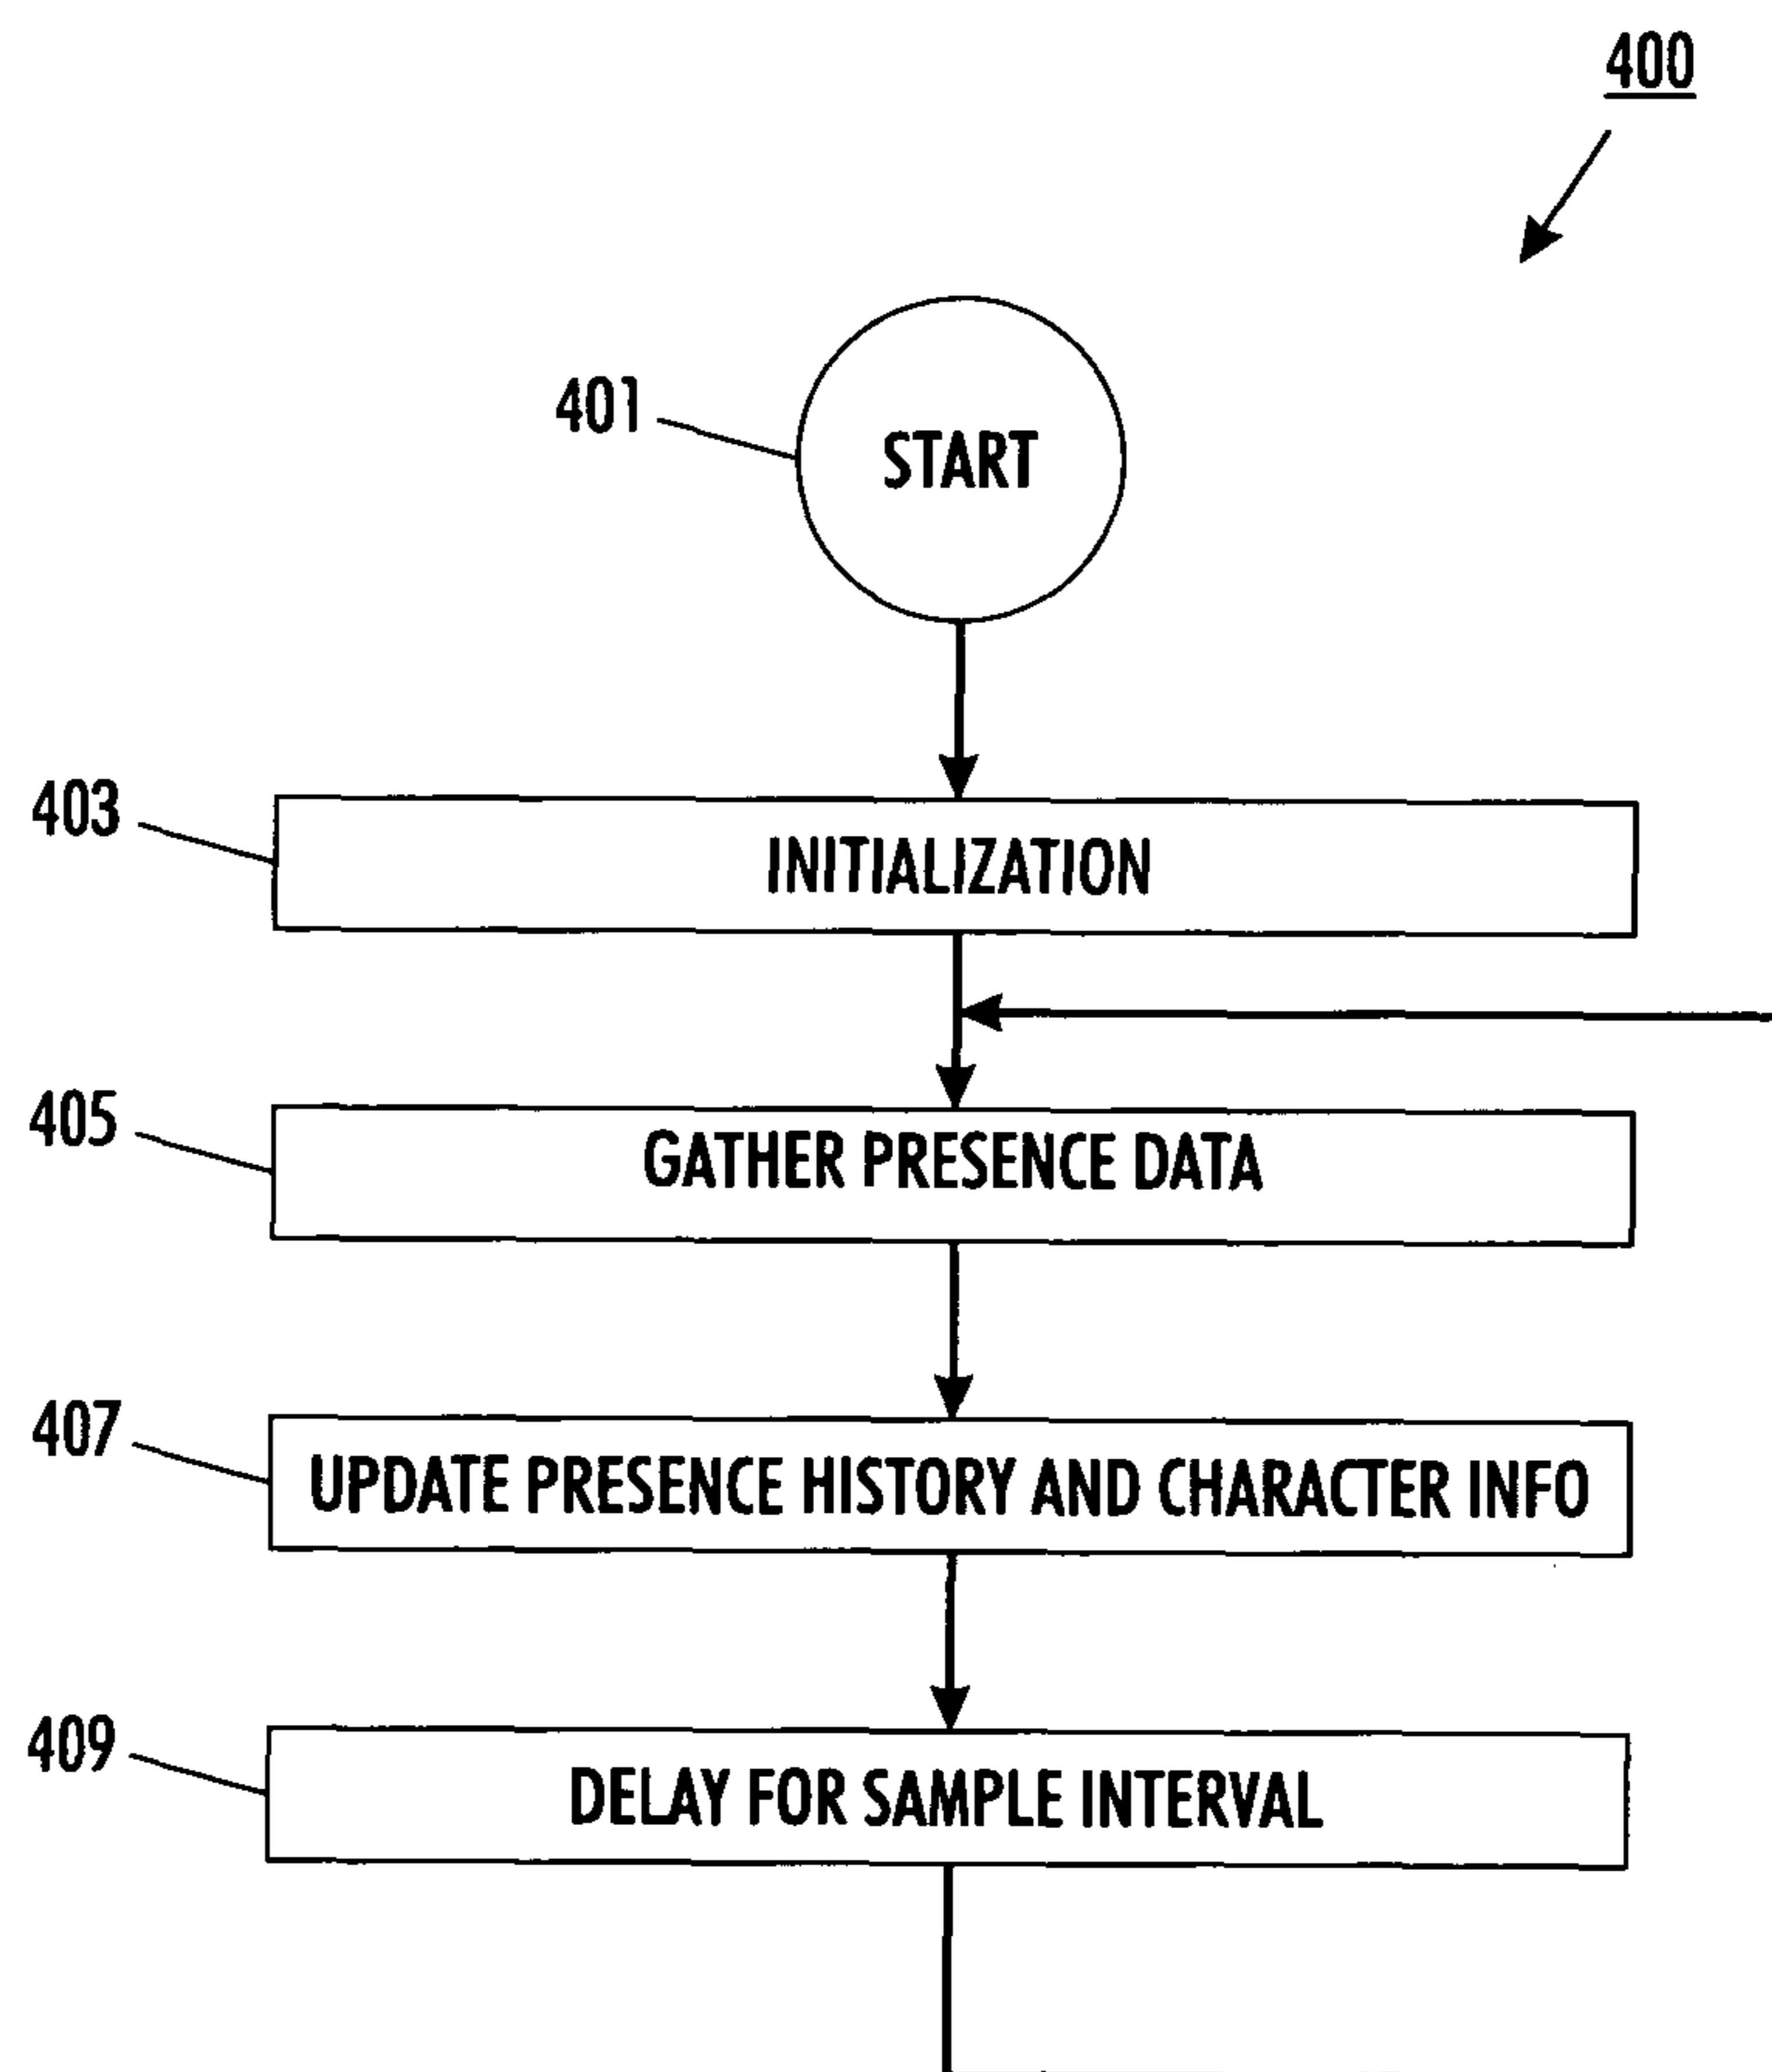 400
401
START
403
INITIALIZATION
405
GATHER PRESENCE DATA
407
UPDATE PRESENCE HISTORY AND CHARACTER INFO
409
DELAY FOR SAMPLE INTERVAL